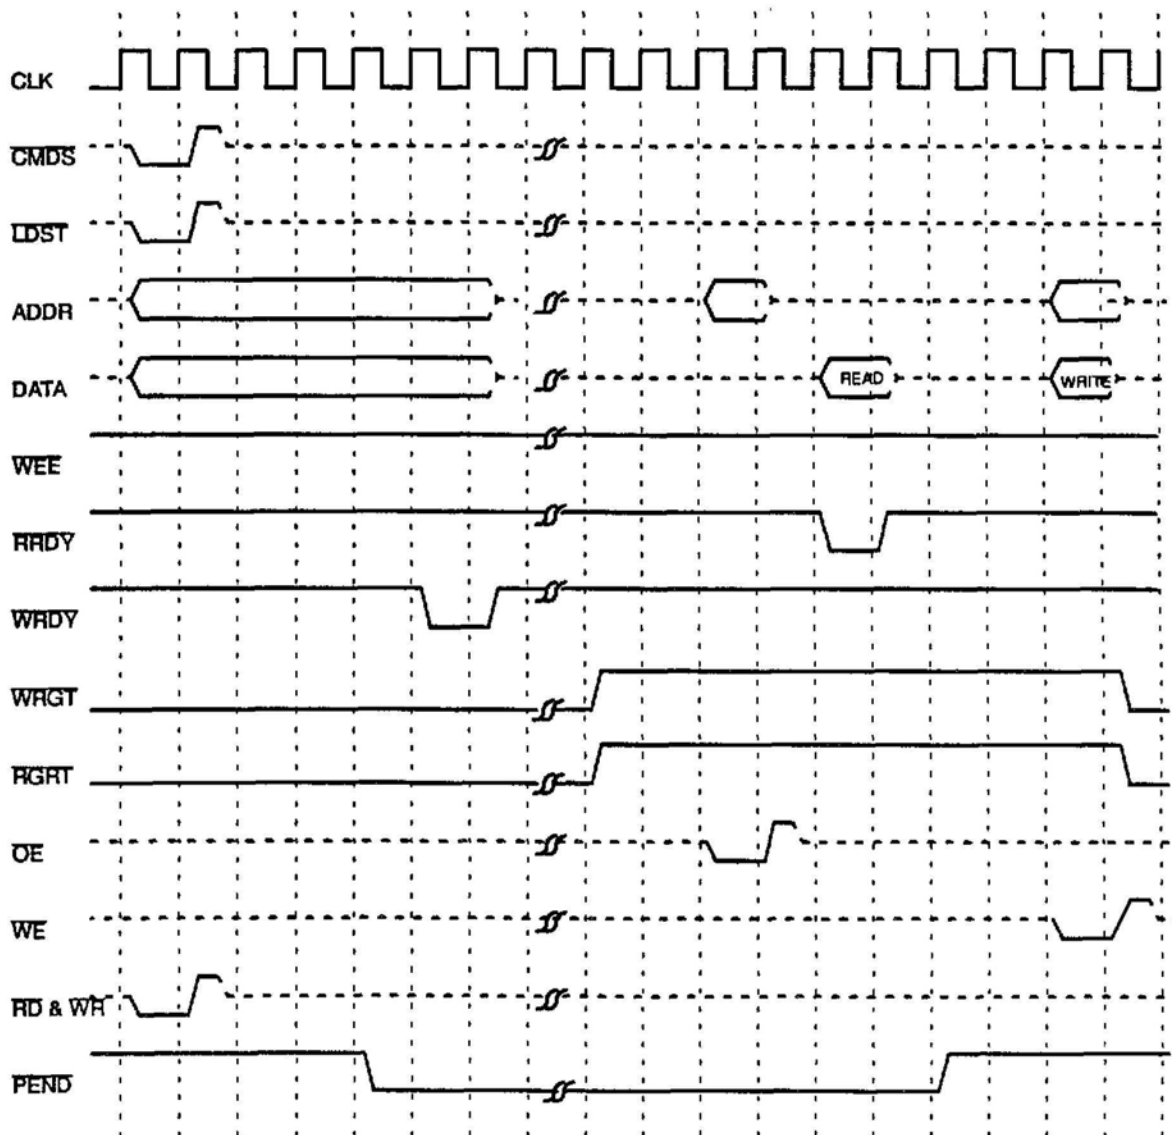 CLK
CMDS
LDST
ADDR
DATA READ WRITE
WEE
RRDY
WRDY
WRGT
RGRT
OE
WE
RD & WR
PEND